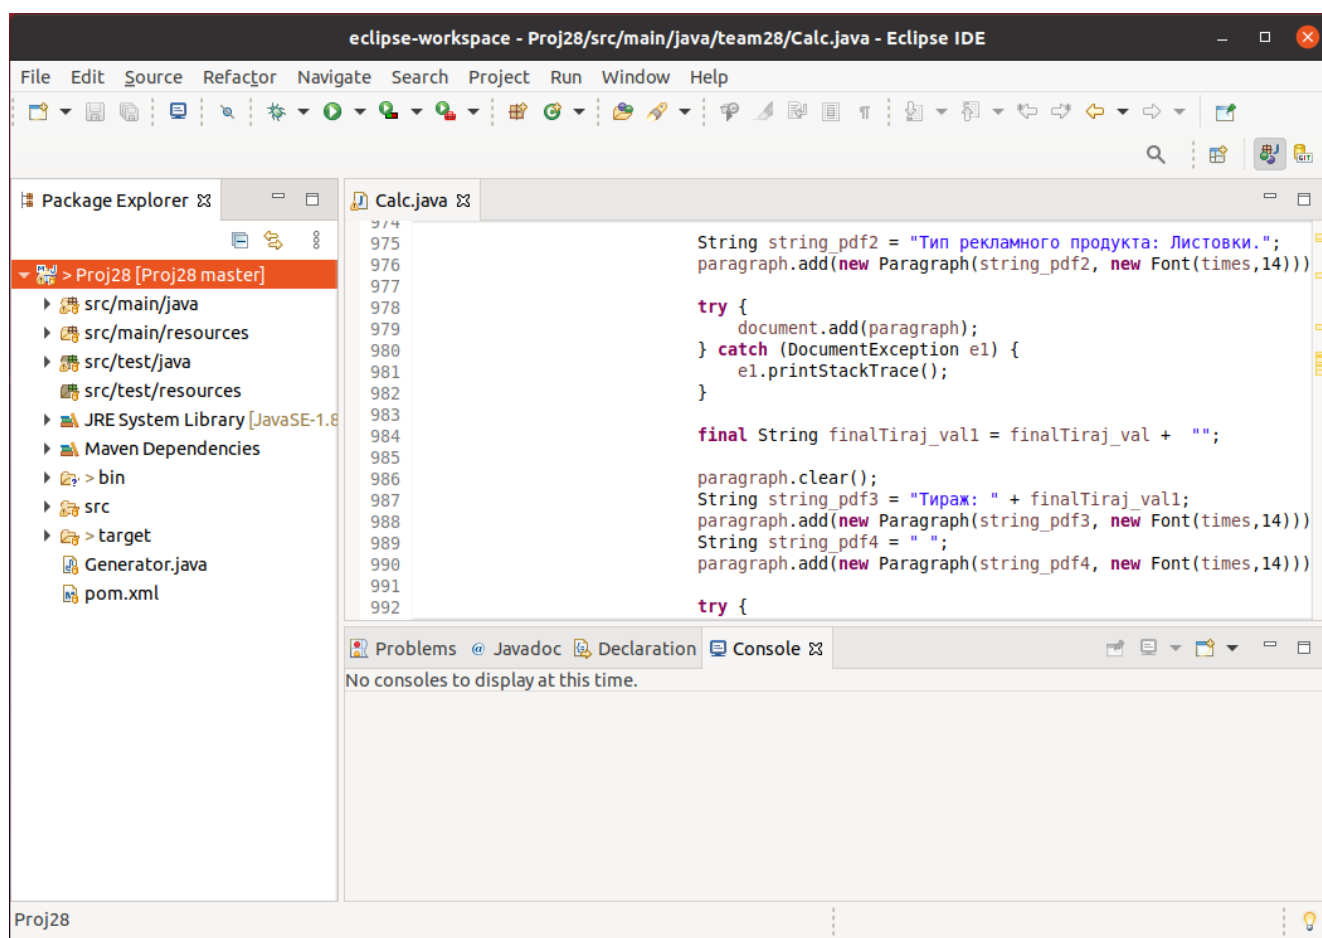 eclipse-workspace - Proj28/src/main/java/team28/Calc.java - Eclipse IDE
File Edit Source Refactor Navigate Search Project Run Window Help
Package Explorer
Calc.java
> Proj28 [Proj28 master]
src/main/java
src/main/resources
src/test/java
src/test/resources
JRE System Library [JavaSE-1.8
Maven Dependencies
> bin
src
> target
Generator.java
pom.xml
974
975 String string_pdf2 = "Тип рекламного продукта: Листовки.";
976 paragraph.add(new Paragraph(string_pdf2, new Font(times,14)))
977
978 try {
979 document.add(paragraph);
980 } catch (DocumentException e1) {
981 e1.printStackTrace();
982 }
983
984 final String finalTiraj_val1 = finalTiraj_val + "";
985
986 paragraph.clear();
987 String string_pdf3 = "Тираж: " + finalTiraj_val1;
988 paragraph.add(new Paragraph(string_pdf3, new Font(times,14)))
989 String string_pdf4 = " ";
990 paragraph.add(new Paragraph(string_pdf4, new Font(times,14)))
991
992 try {
Problems @ Javadoc Declaration Console
No consoles to display at this time.
Proj28